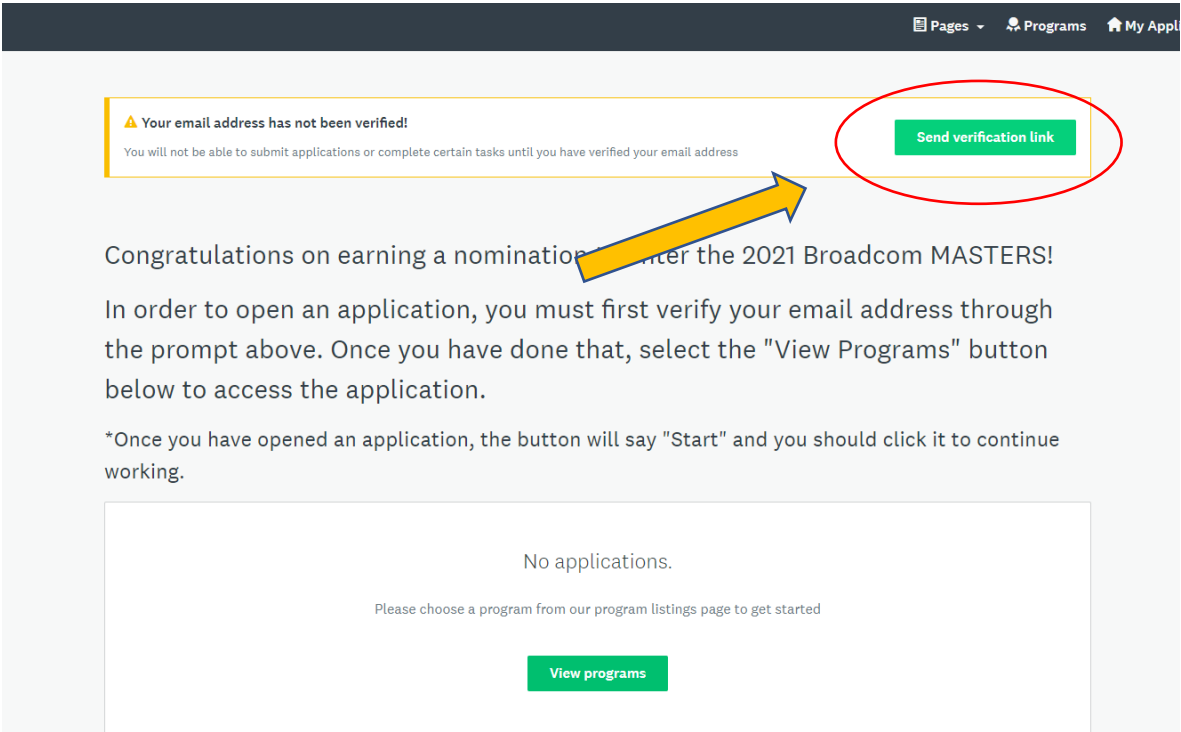 Pages Programs My Appli
Your email address has not been verified!
Send verification link
You will not be able to submit applications or complete certain tasks until you have verified your email address
Congratulations on earning a nomination enter the 2021 Broadcom MASTERS!
In order to open an application, you must first verify your email address through
the prompt above. Once you have done that, select the "View Programs" button
below to access the application.
*Once you have opened an application, the button will say "Start" and you should click it to continue
working.
No applications.
Please choose a program from our program listings page to get started
View programs